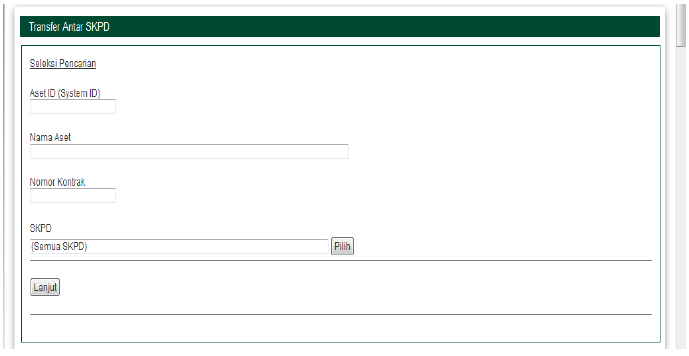 Transfer Antar SKPD
Seleksi Pencarian
Aset ID (System ID)
Nama Aset
Nomor Kontrak
SKPD
(Semua SKPD) Pilih
Lanjut